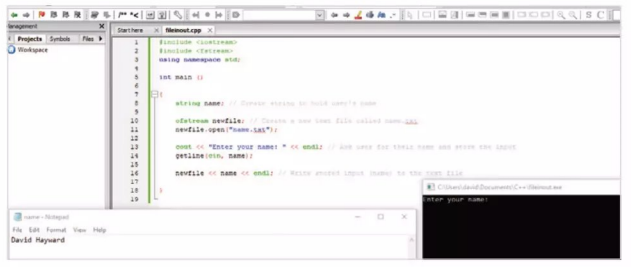 Management
Projects Symbols Files
Workspace
Start here
fileinout.cpp
1 #include <iostream>
2 #include <fstream>
3 using namespace std;
4
5 int main ()
6
7 {
8 string name; // Create string to hold user's name
9
10 ofstream newfile; // Create a new text file called name.txt
11 newfile.open("name.txt");
12
13 cout << "Enter your name: " << endl; // Ask user for their name and store the input
14 getline(cin, name);
15
16 newfile << name << endl; // Write stored input (name) to the text file
17
18 }
19
C:\Users\david\Documents\C++\fileinout.exe
Enter your name:
name - Notepad
File Edit Format View Help
David Hayward